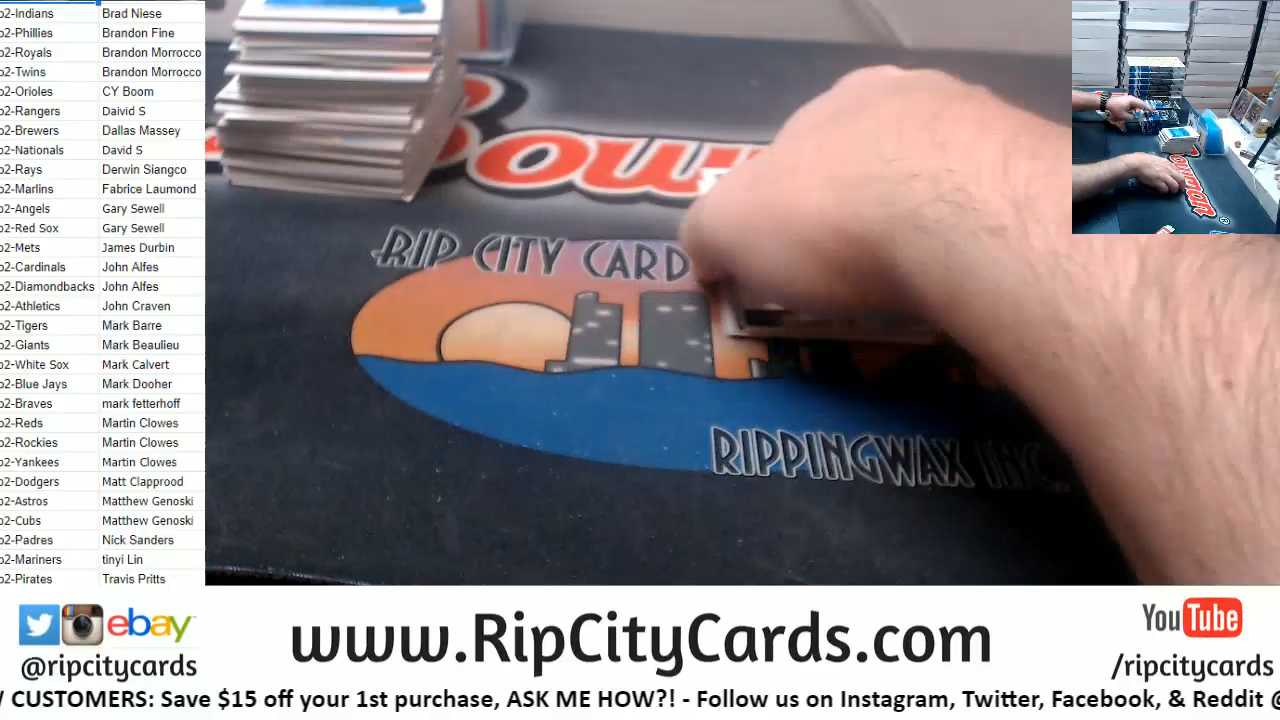 o2-Indians Brad Niese
o2-Phillies Brandon Fine
o2-Royals Brandon Morrocco
o2-Twins Brandon Morrocco
o2-Orioles CY Boom
o2-Rangers Daivid S
o2-Brewers Dallas Massey
o2-Nationals David S
o2-Rays Derwin Siangco
o2-Marlins Fabrice Laumond
o2-Angels Gary Sewell
o2-Red Sox Gary Sewell
o2-Mets James Durbin
o2-Cardinals John Alfes
o2-Diamondbacks John Alfes
o2-Athletics John Craven
o2-Tigers Mark Barre
o2-Giants Mark Beaulieu
o2-White Sox Mark Calvert
o2-Blue Jays Mark Dooher
o2-Braves mark fetterhoff
o2-Reds Martin Clowes
o2-Rockies Martin Clowes
o2-Yankees Martin Clowes
o2-Dodgers Matt Clapprood
o2-Astros Matthew Genoski
o2-Cubs Matthew Genoski
o2-Padres Nick Sanders
o2-Mariners tinyi Lin
o2-Pirates Travis Pritts
RIP CITY CARD
RIPPINGWAX INC.
ebay
@ripcitycards
www.RipCityCards.com
YouTube
/ripcitycards
CUSTOMERS: Save $15 off your 1st purchase, ASK ME HOW?! - Follow us on Instagram, Twitter, Facebook, & Reddit @